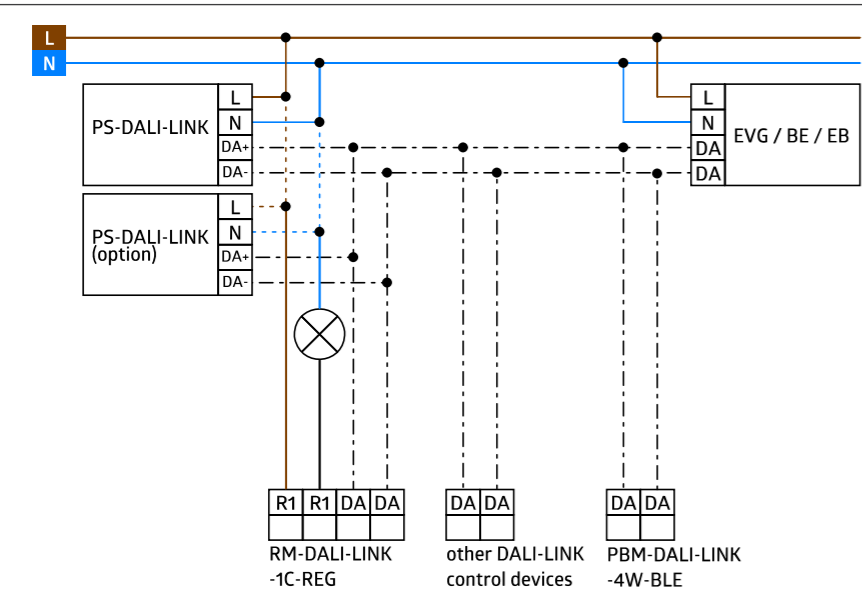 L
N
PS-DALI-LINK
L
N
DA+
DA-
L
N
DA
DA
EVG / BE / EB
PS-DALI-LINK
(option)
L
N
DA+
DA-
R1 R1 DA DA
DA DA
DA DA
RM-DALI-LINK
-1C-REG
other DALI-LINK
control devices
PBM-DALI-LINK
-4W-BLE